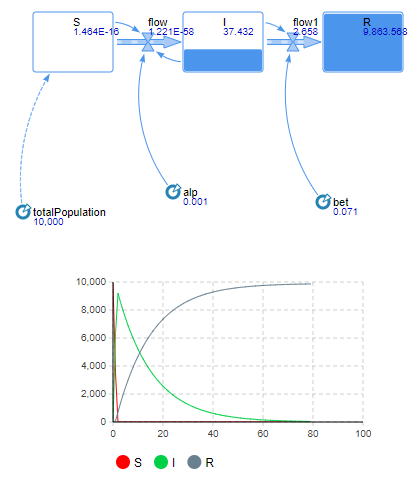 S flow I flow1 R
1.464E-16 1.221E-58 37.432 2.658 9,863.568
alp
0.001
bet
0.071
totalPopulation
10,000
10,000
8,000
6,000
4,000
2,000
0
0 20 40 60 80 100
S I R